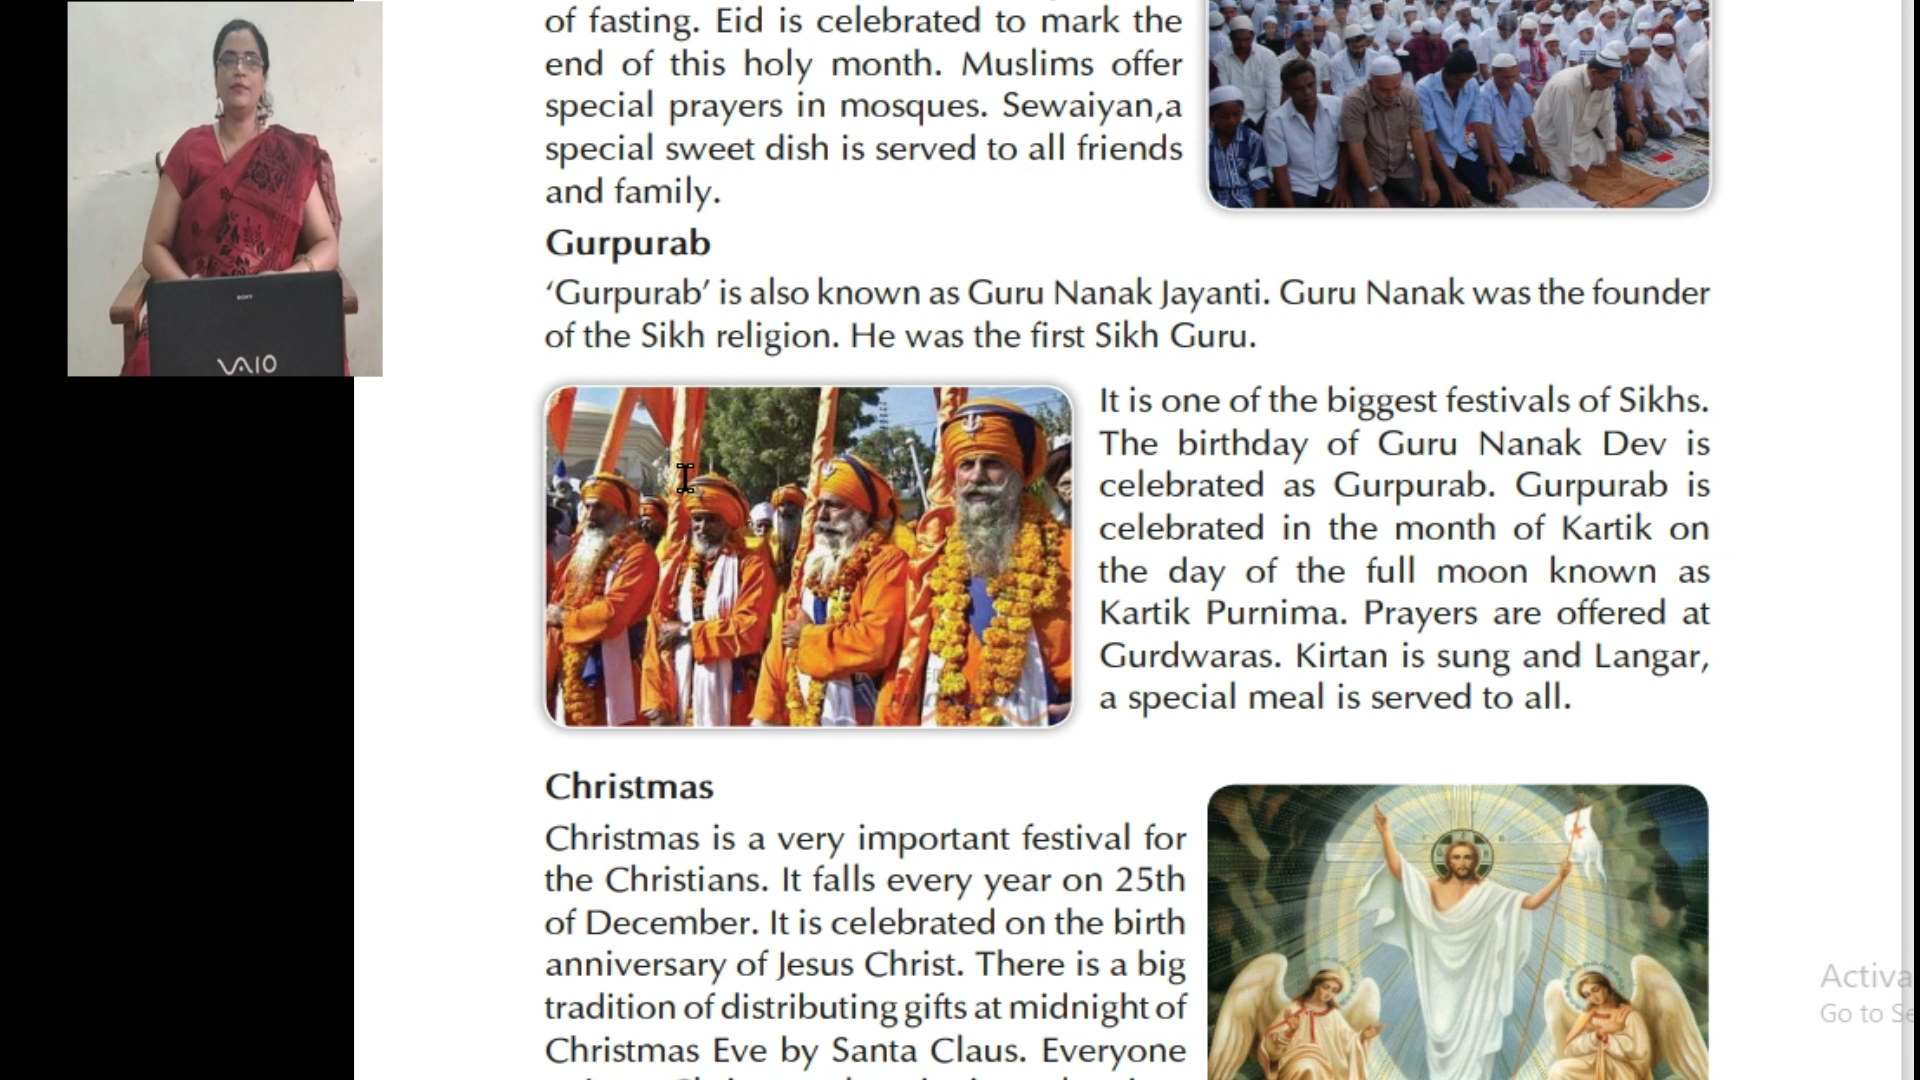 of fasting. Eid is celebrated to mark the
end of this holy month. Muslims offer
special prayers in mosques. Sewaiyan,a
special sweet dish is served to all friends
and family.
Gurpurab
‘Gurpurab’ is also known as Guru Nanak Jayanti. Guru Nanak was the founder
of the Sikh religion. He was the first Sikh Guru.
It is one of the biggest festivals of Sikhs.
The birthday of Guru Nanak Dev is
celebrated as Gurpurab. Gurpurab is
celebrated in the month of Kartik on
the day of the full moon known as
Kartik Purnima. Prayers are offered at
Gurdwaras. Kirtan is sung and Langar,
a special meal is served to all.
Christmas
Christmas is a very important festival for
the Christians. It falls every year on 25th
of December. It is celebrated on the birth
anniversary of Jesus Christ. There is a big
tradition of distributing gifts at midnight of
Christmas Eve by Santa Claus. Everyone
SONY
VAIO
Activa
Go to Se